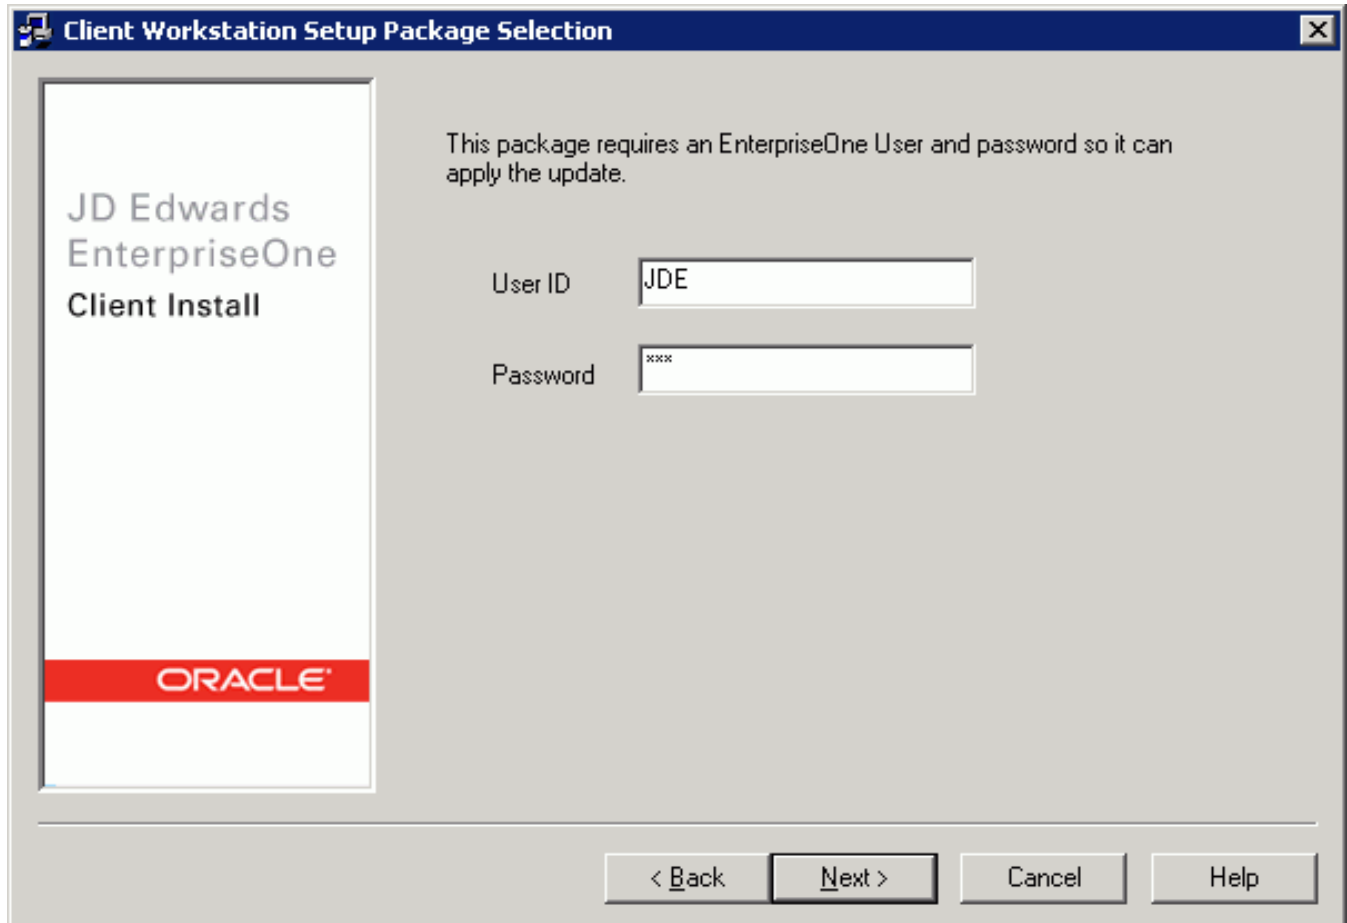 Client Workstation Setup Package Selection
JD Edwards
EnterpriseOne
Client Install
ORACLE
This package requires an EnterpriseOne User and password so it can
apply the update.
User ID
JDE
Password
***
< Back
Next >
Cancel
Help